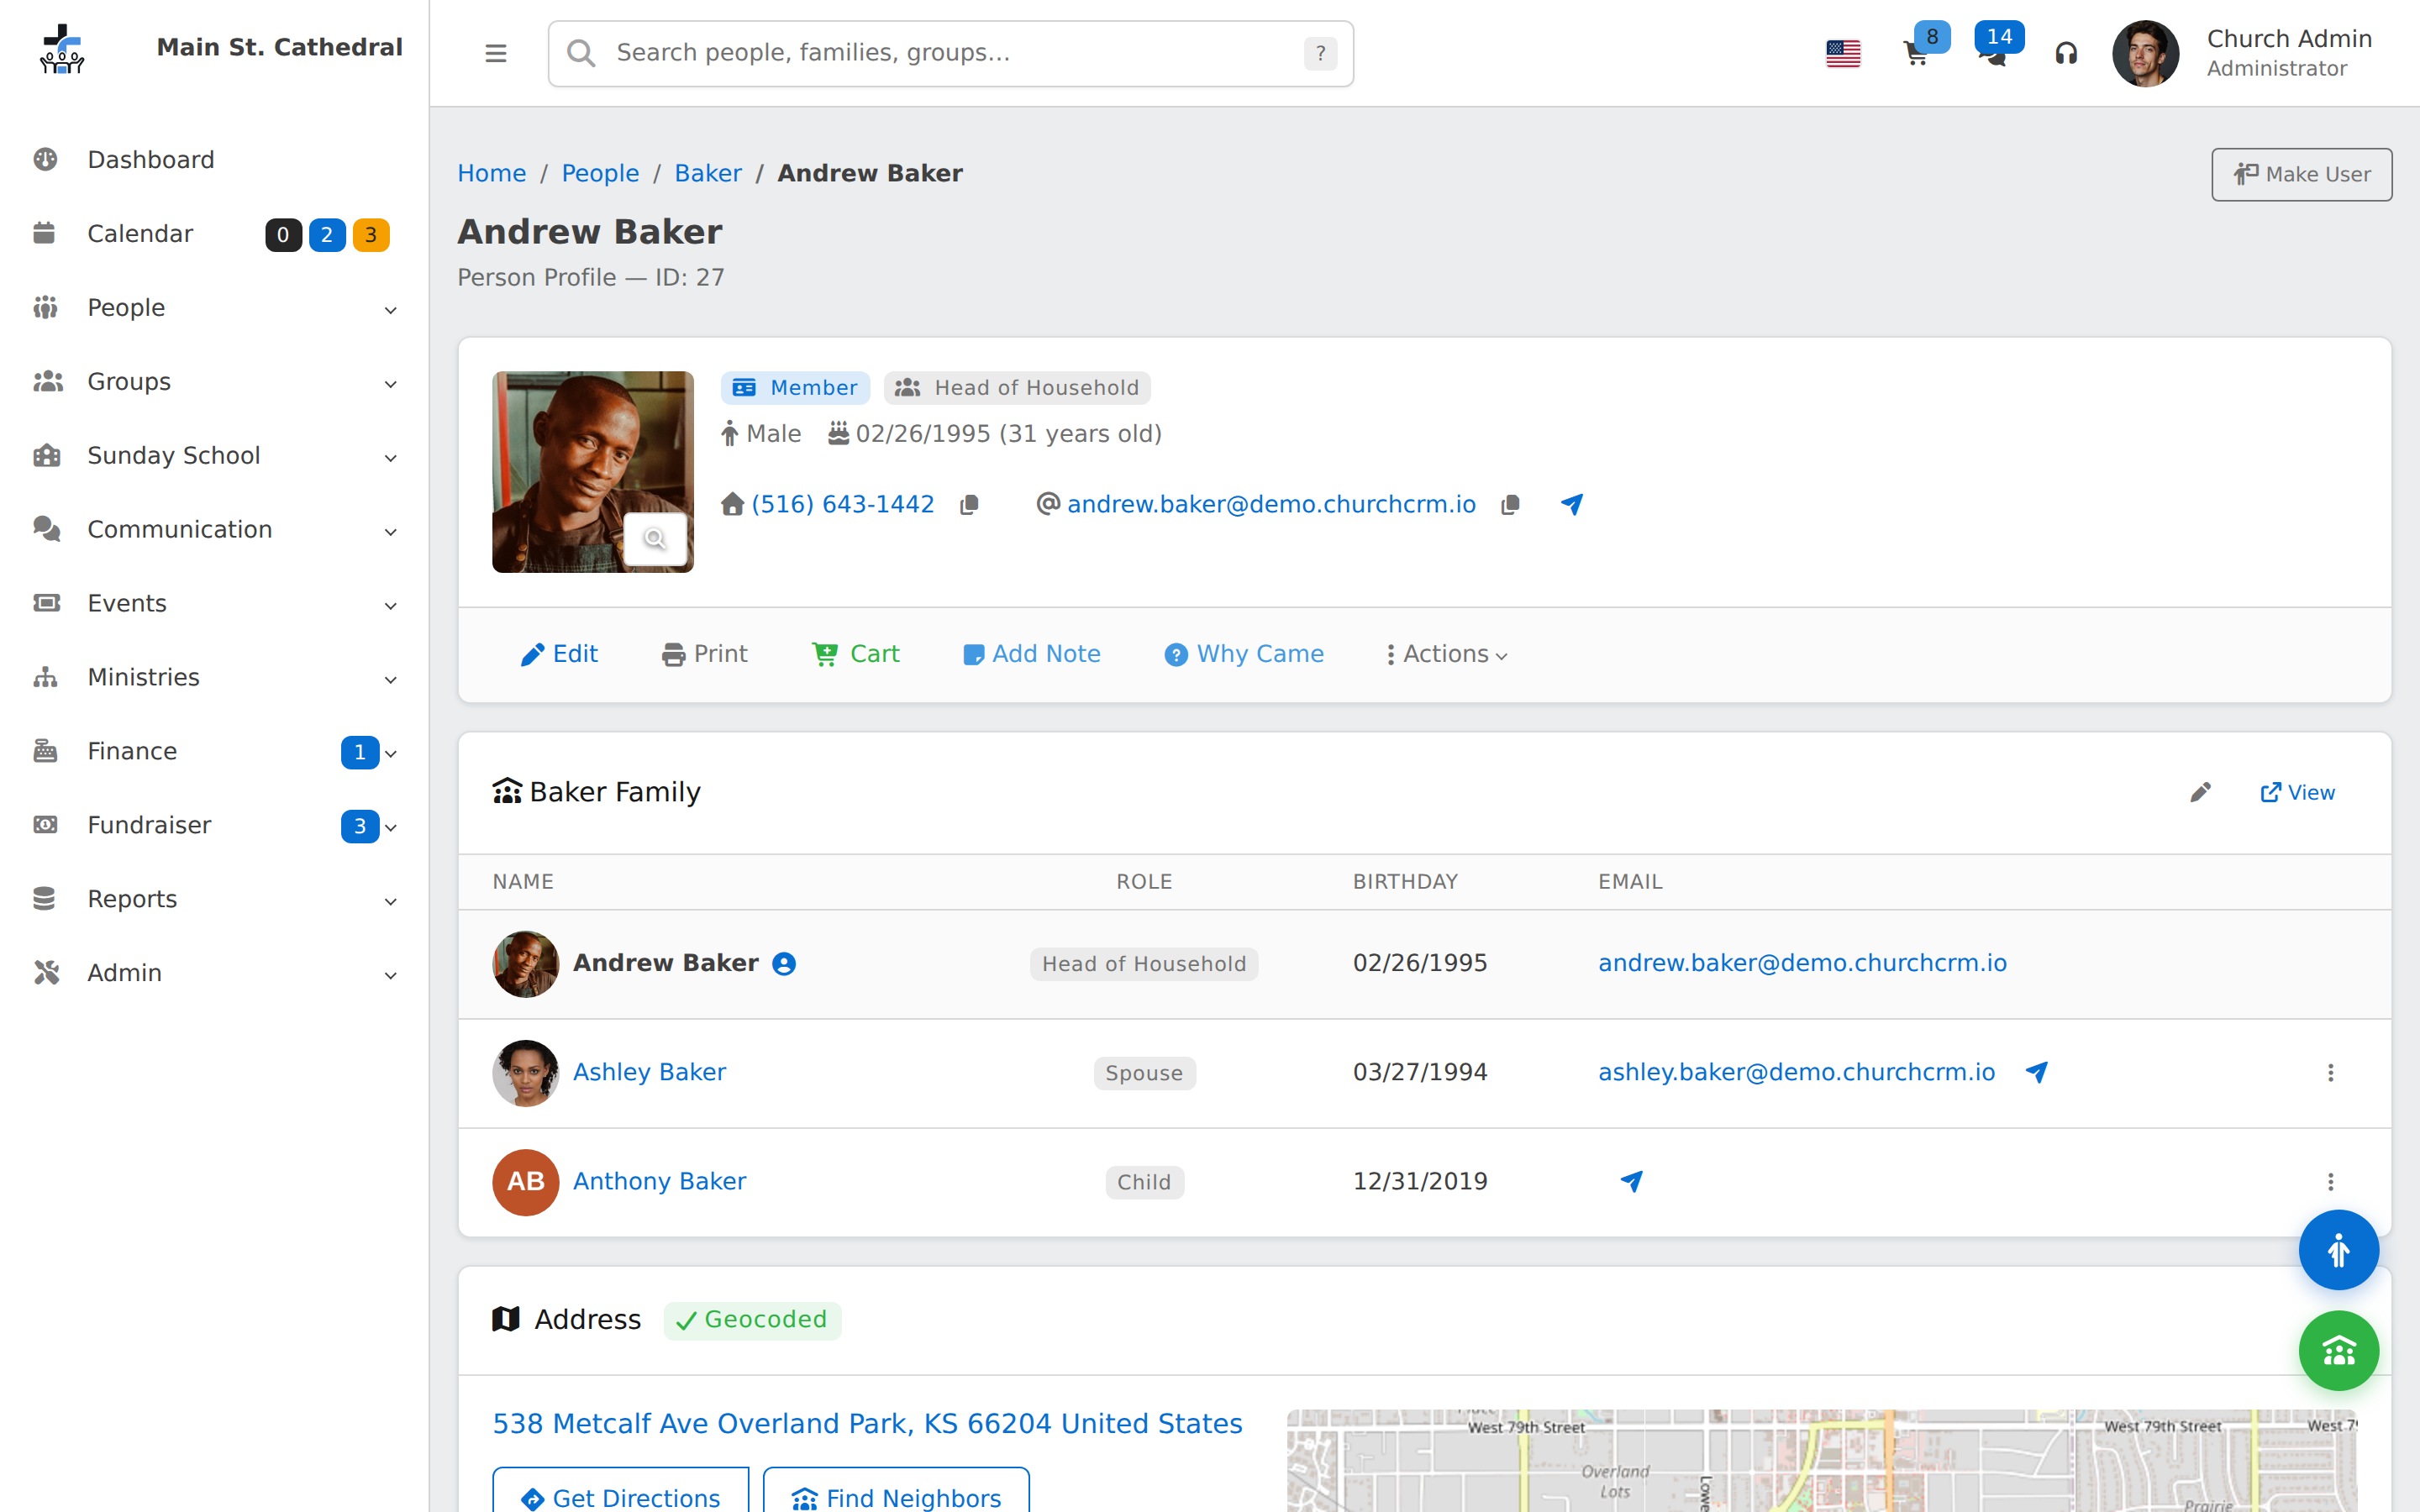 Main St. Cathedral
Search people, families, groups...
?
8
14
Church Admin
Administrator
Dashboard
Calendar 0 2 3
People
Groups
Sunday School
Communication
Events
Ministries
Finance 1
Fundraiser 3
Reports
Admin
Home / People / Baker / Andrew Baker
Make User
Andrew Baker
Person Profile — ID: 27
Member Head of Household
Male 02/26/1995 (31 years old)
(516) 643-1442 andrew.baker@demo.churchcrm.io
Edit Print Cart Add Note Why Came Actions
Baker Family
View
NAME ROLE BIRTHDAY EMAIL
Andrew Baker Head of Household 02/26/1995 andrew.baker@demo.churchcrm.io
Ashley Baker Spouse 03/27/1994 ashley.baker@demo.churchcrm.io
AB Anthony Baker Child 12/31/2019
Address Geocoded
538 Metcalf Ave Overland Park, KS 66204 United States
Get Directions Find Neighbors
West 79th Street
West 79th Street
Overland
Lots
Prairie